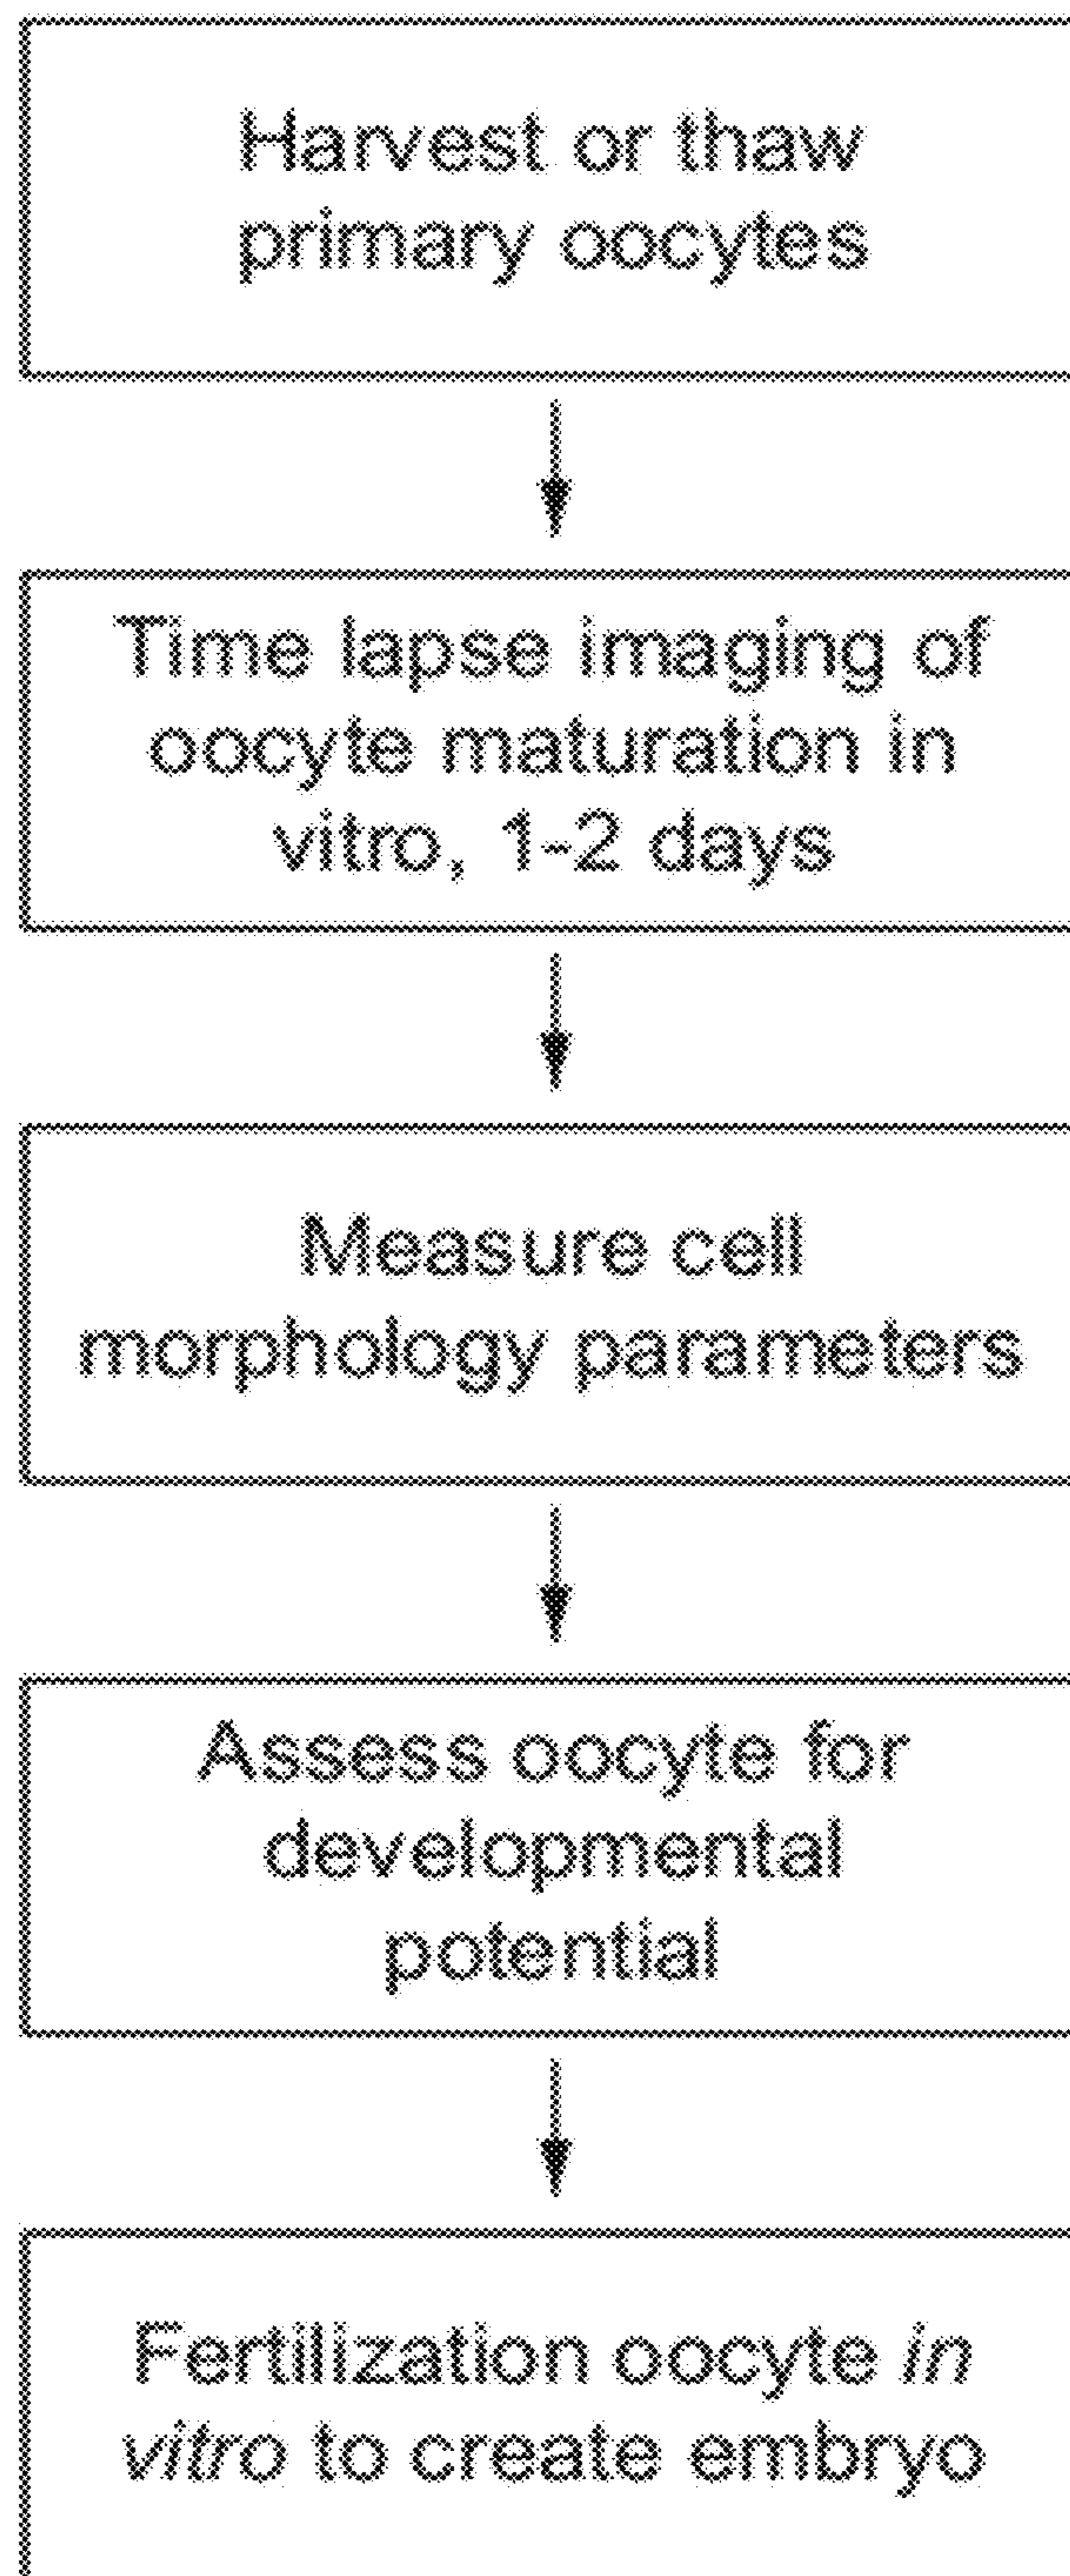 Harvest or thaw
primary oocytes
Time lapse imaging of
oocyte maturation in
vitro, 1-2 days
Measure cell
morphology parameters
Assess oocyte for
developmental
potential
Fertilization oocyte in
vitro to create embryo